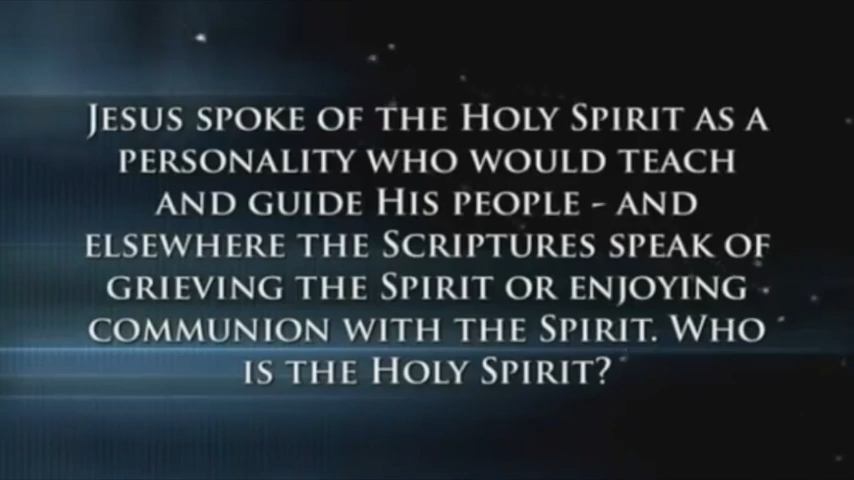 Jesus spoke of the Holy Spirit as a
personality who would teach
and guide His people - and
elsewhere the Scriptures speak of
grieving the Spirit or enjoying
communion with the Spirit. Who
is the Holy Spirit?